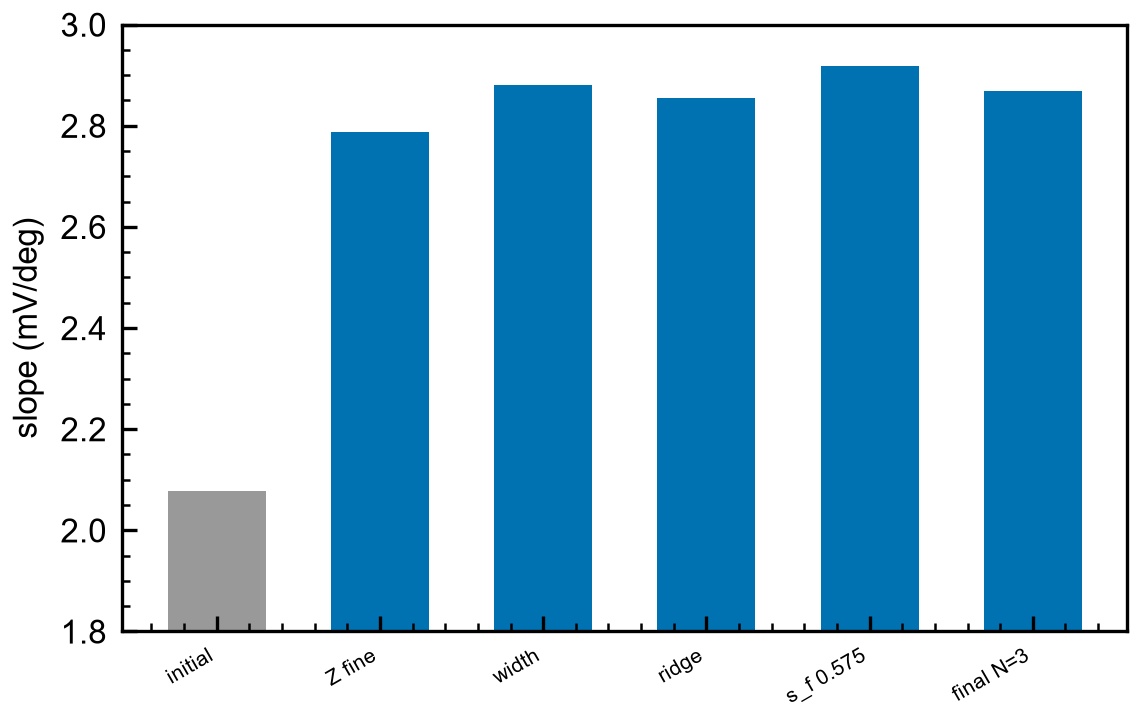 slope (mV/deg)
3.0
2.8
2.6
2.4
2.2
2.0
1.8
initial
Z fine
width
ridge
s_f 0.575
final N=3